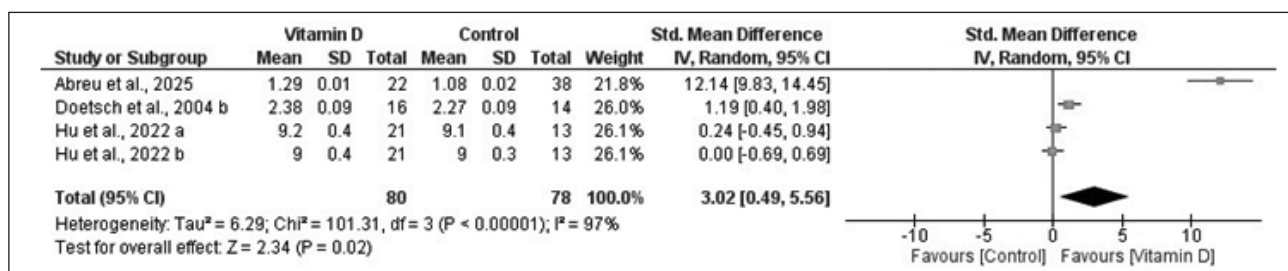 Vitamin D Control Std. Mean Difference Std. Mean Difference
Study or Subgroup Mean SD Total Mean SD Total Weight IV, Random, 95% CI IV, Random, 95% CI
Abreu et al., 2025 1.29 0.01 22 1.08 0.02 38 21.8% 12.14 [9.83, 14.45]
Doetsch et al., 2004 b 2.38 0.09 16 2.27 0.09 14 26.0% 1.19 [0.40, 1.98]
Hu et al., 2022 a 9.2 0.4 21 9.1 0.4 13 26.1% 0.24 [-0.45, 0.94]
Hu et al., 2022 b 9 0.4 21 9 0.3 13 26.1% 0.00 [-0.69, 0.69]
Total (95% CI) 80 78 100.0% 3.02 [0.49, 5.56]
Heterogeneity: Tau² = 6.29; Chi² = 101.31, df = 3 (P < 0.00001); I² = 97%
Test for overall effect: Z = 2.34 (P = 0.02)
-10 -5 0 5 10
Favours [Control] Favours [Vitamin D]